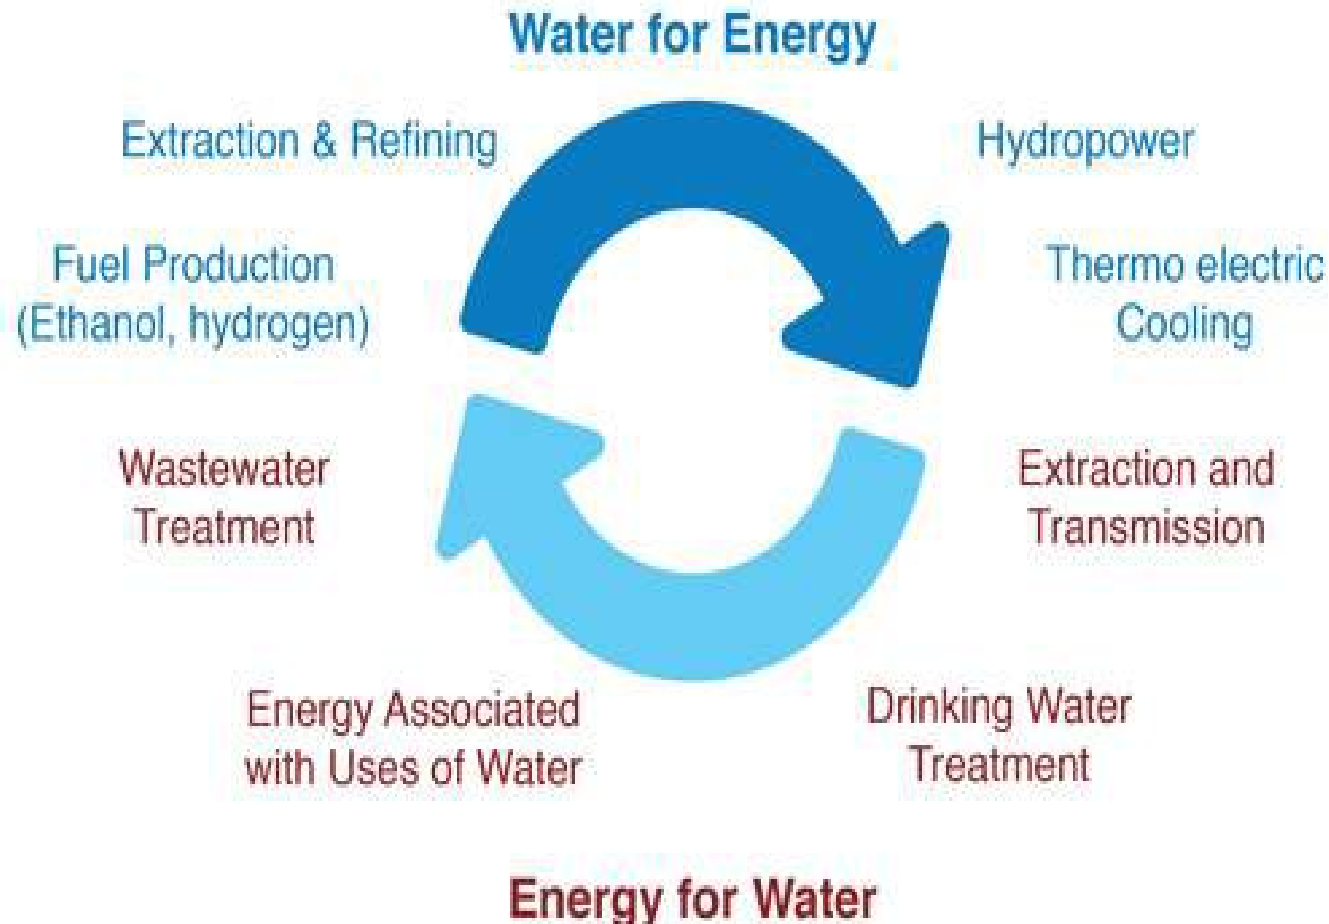 Water for Energy
Extraction & Refining
Hydropower
Fuel Production
(Ethanol, hydrogen)
Thermo electric
Cooling
Wastewater
Treatment
Extraction and
Transmission
Energy Associated
with Uses of Water
Drinking Water
Treatment
Energy for Water